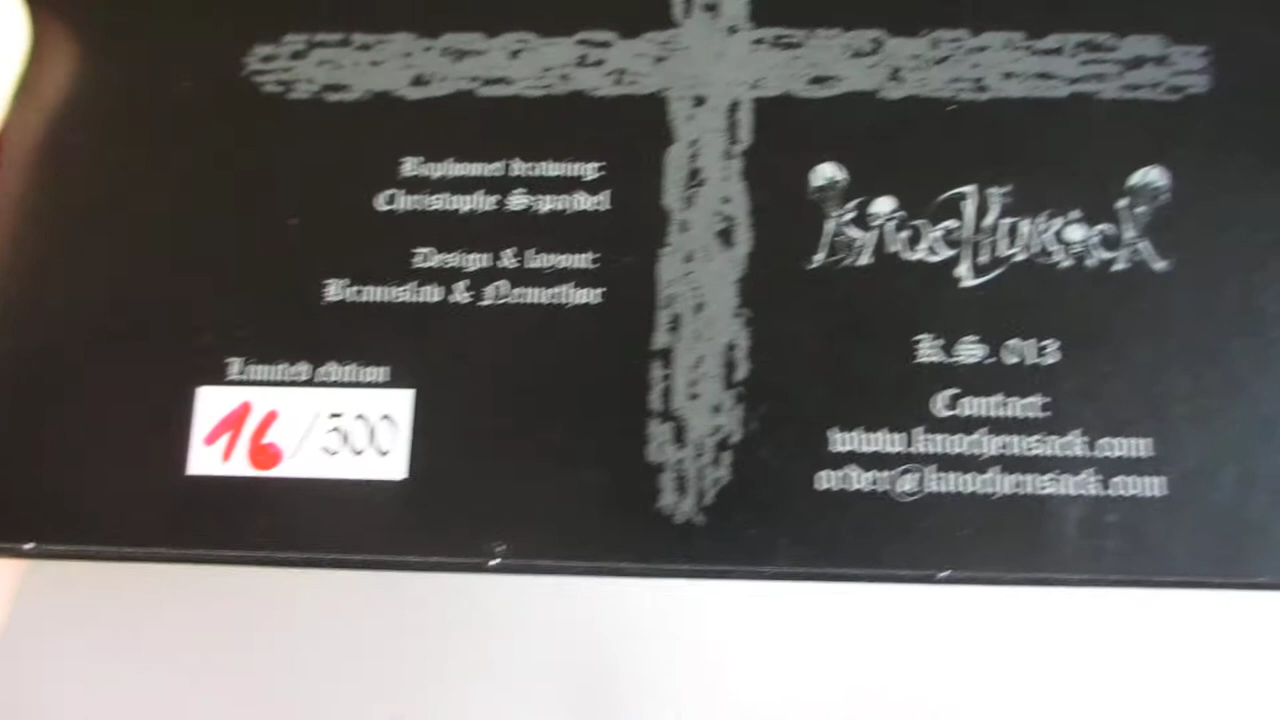 Baphomet drawing:
Christophe Szpajdel
Design & layout:
Branislav & Nemethor
Limited edition
16/500
Knochensack
K.S. 013
Contact:
www.knochensack.com
order@knochensack.com